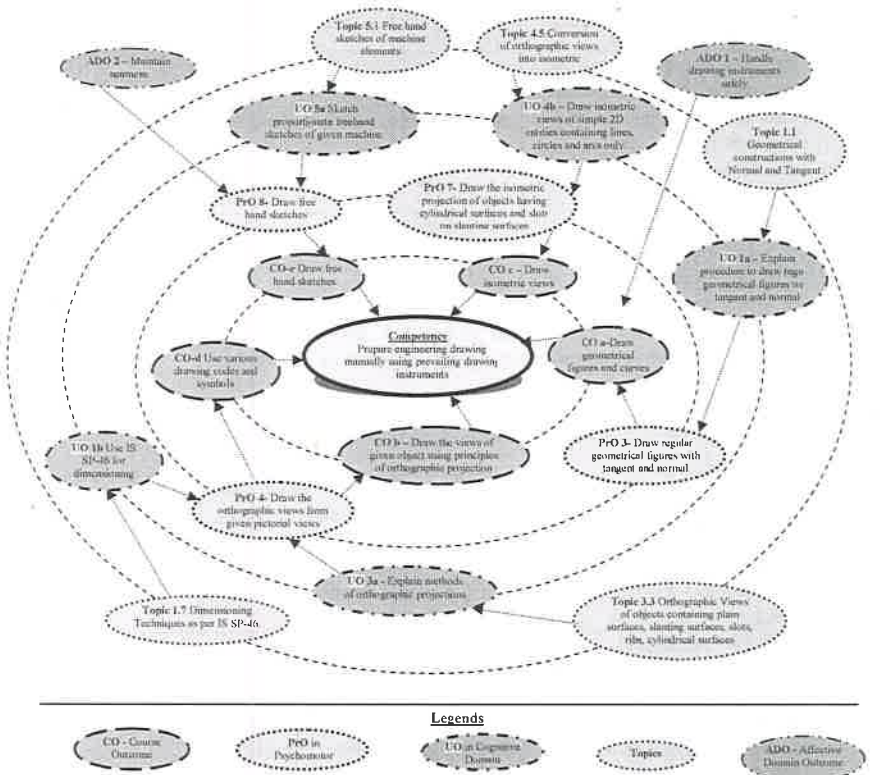 Topic 5.1 Free hand
sketches of machine
elements
Topic 4.5 Conversion
of orthographic views
into isometric
ADO 2 – Maintain
neatness
ADO 1 – Handle
drawing instruments
safely
UO 5a Sketch
proportionate freehand
sketches of given machine
UO 4b – Draw isometric
views of simple 2D
entities containing lines,
circles and arcs only
Topic 1.1
Geometrical
constructions with
Normal and Tangent
PrO 8- Draw free
hand sketches
PrO 7- Draw the isometric
projection of objects having
cylindrical surfaces and slots
on slanting surfaces
UO 1a – Explain
procedure to draw regu
geometrical figures
tangent and normal
CO-e Draw free
hand sketches
CO c – Draw
isometric views
Competency
Prepare engineering drawing
manually using prevailing drawing
instruments
CO-d Use various
drawing codes and
symbols
CO a-Draw
geometrical
figures and curves
CO b – Draw the views of
given object using principles
of orthographic projection
PrO 3- Draw regular
geometrical figures with
tangent and normal
UO 1b Use IS
SP-46 for
dimensioning
PrO 4- Draw the
orthographic views from
given pictorial views
UO 3a - Explain methods
of orthographic projections
Topic 1.7 Dimensioning
Techniques as per IS SP-46
Topic 3.3 Orthographic Views
of objects containing plain
surfaces, slanting surfaces, slots,
ribs, cylindrical surfaces
Legends
CO - Course
Outcome
PrO in
Psychomotor
UO in Cognitive
Domain
Topics
ADO - Affective
Domain Outcome